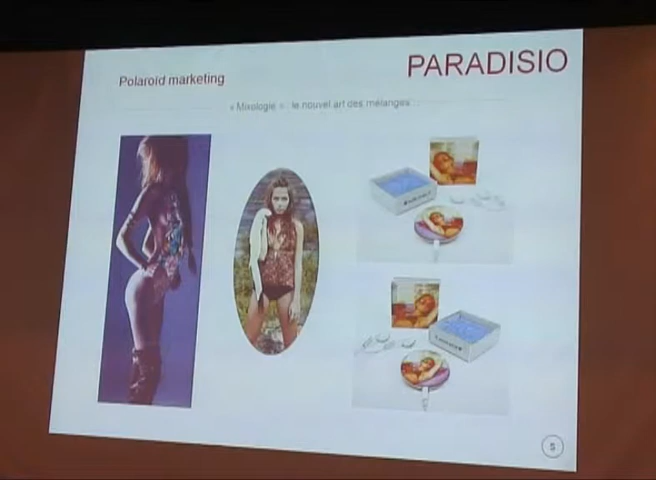 PARADISIO
Polaroid marketing
« Mixologie » : le nouvel art des mélanges
5